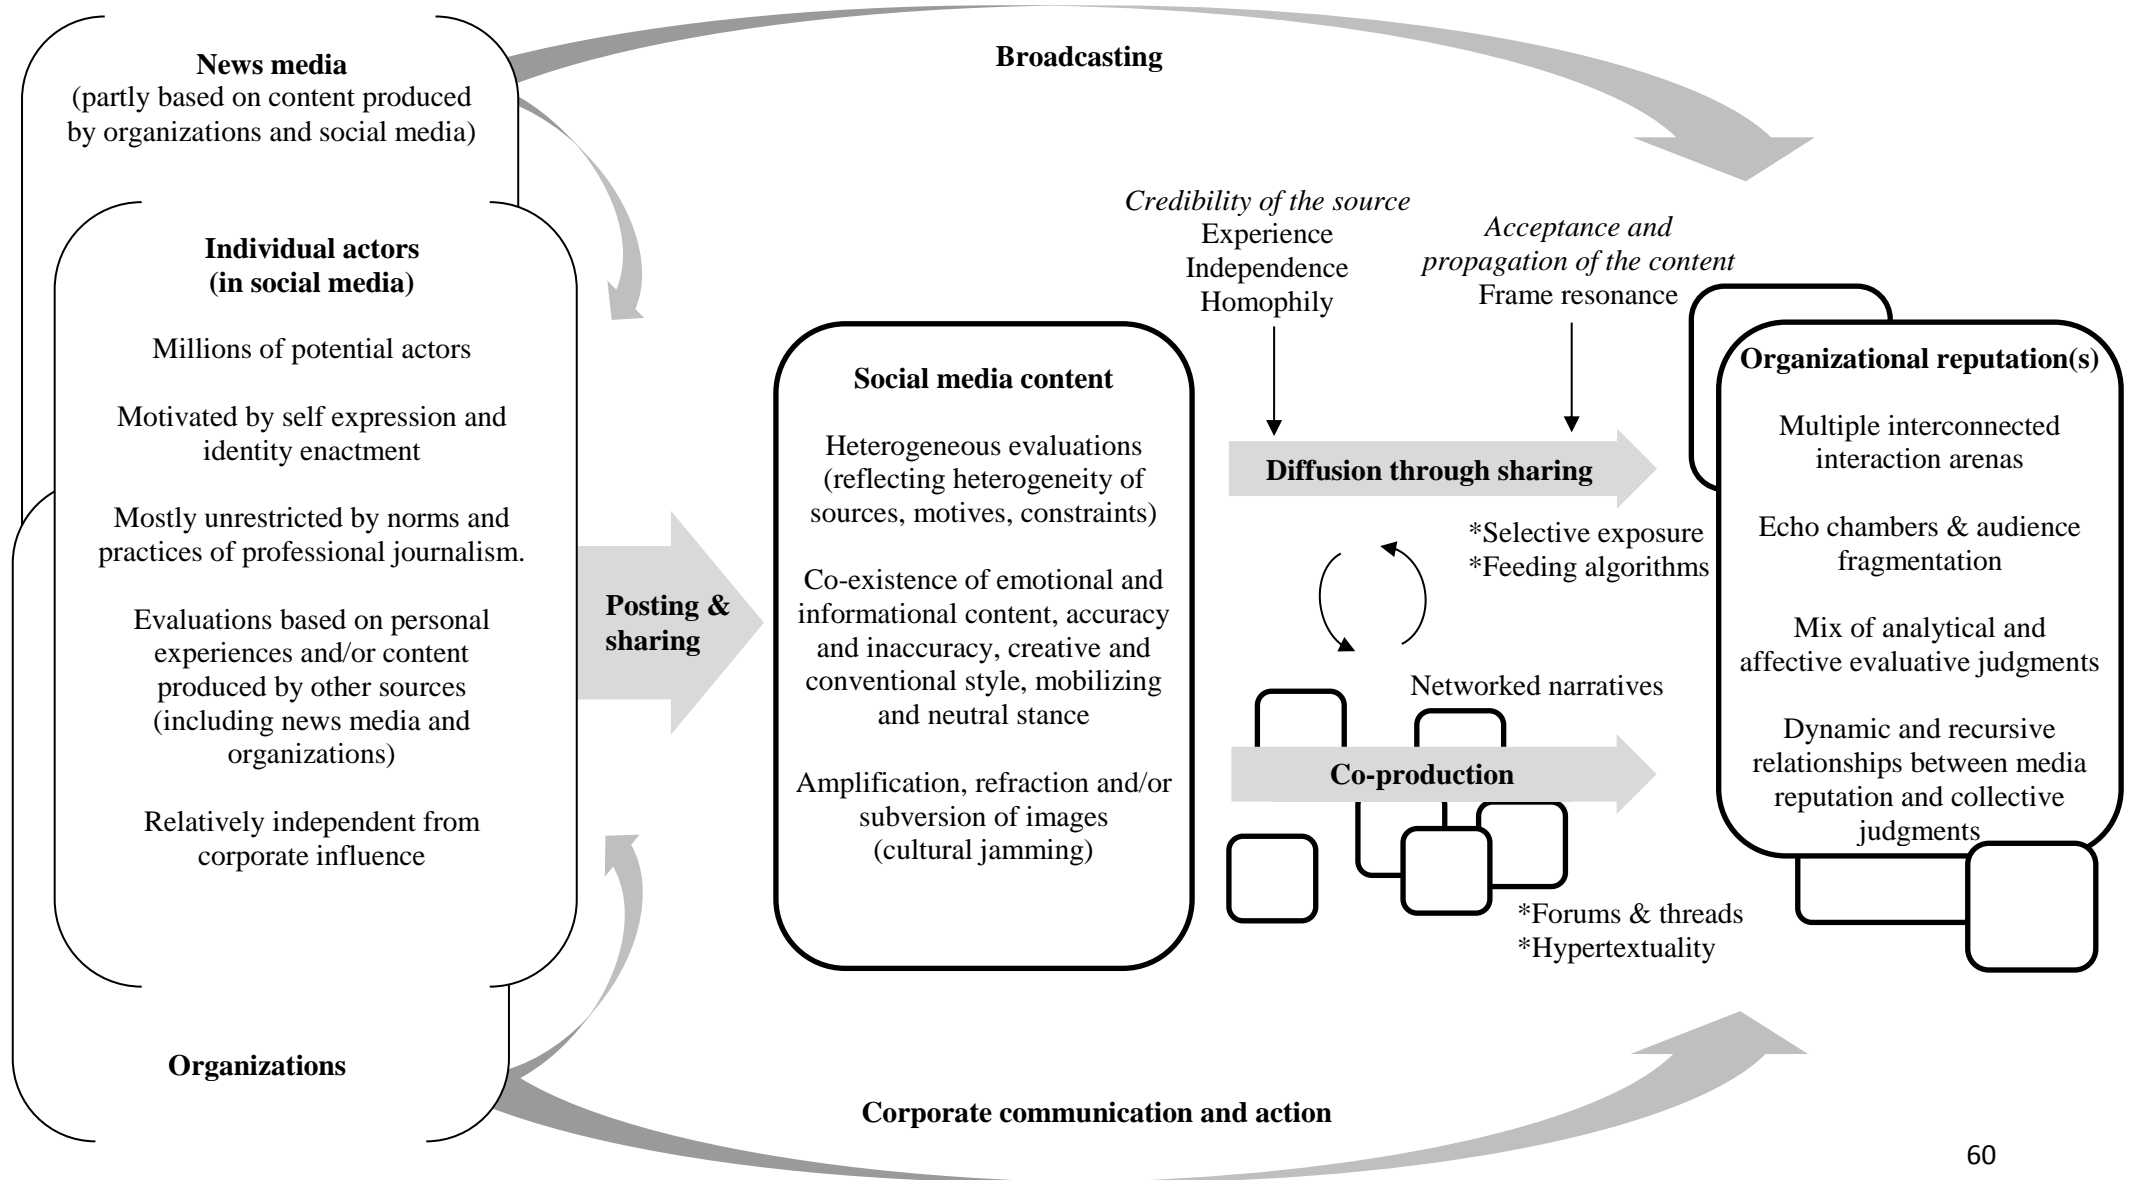 News media
(partly based on content produced
by organizations and social media)
Individual actors
(in social media)
Millions of potential actors
Motivated by self expression and
identity enactment
Mostly unrestricted by norms and
practices of professional journalism.
Evaluations based on personal
experiences and/or content
produced by other sources
(including news media and
organizations)
Relatively independent from
corporate influence
Organizations
Posting &
sharing
Broadcasting
Social media content
Heterogeneous evaluations
(reflecting heterogeneity of
sources, motives, constraints)
Co-existence of emotional and
informational content, accuracy
and inaccuracy, creative and
conventional style, mobilizing
and neutral stance
Amplification, refraction and/or
subversion of images
(cultural jamming)
Credibility of the source
Experience
Independence
Homophily
Acceptance and
propagation of the content
Frame resonance
Diffusion through sharing
*Selective exposure
*Feeding algorithms
Networked narratives
Co-production
*Forums & threads
*Hypertextuality
Organizational reputation(s)
Multiple interconnected
interaction arenas
Echo chambers & audience
fragmentation
Mix of analytical and
affective evaluative judgments
Dynamic and recursive
relationships between media
reputation and collective
judgments
Corporate communication and action
60